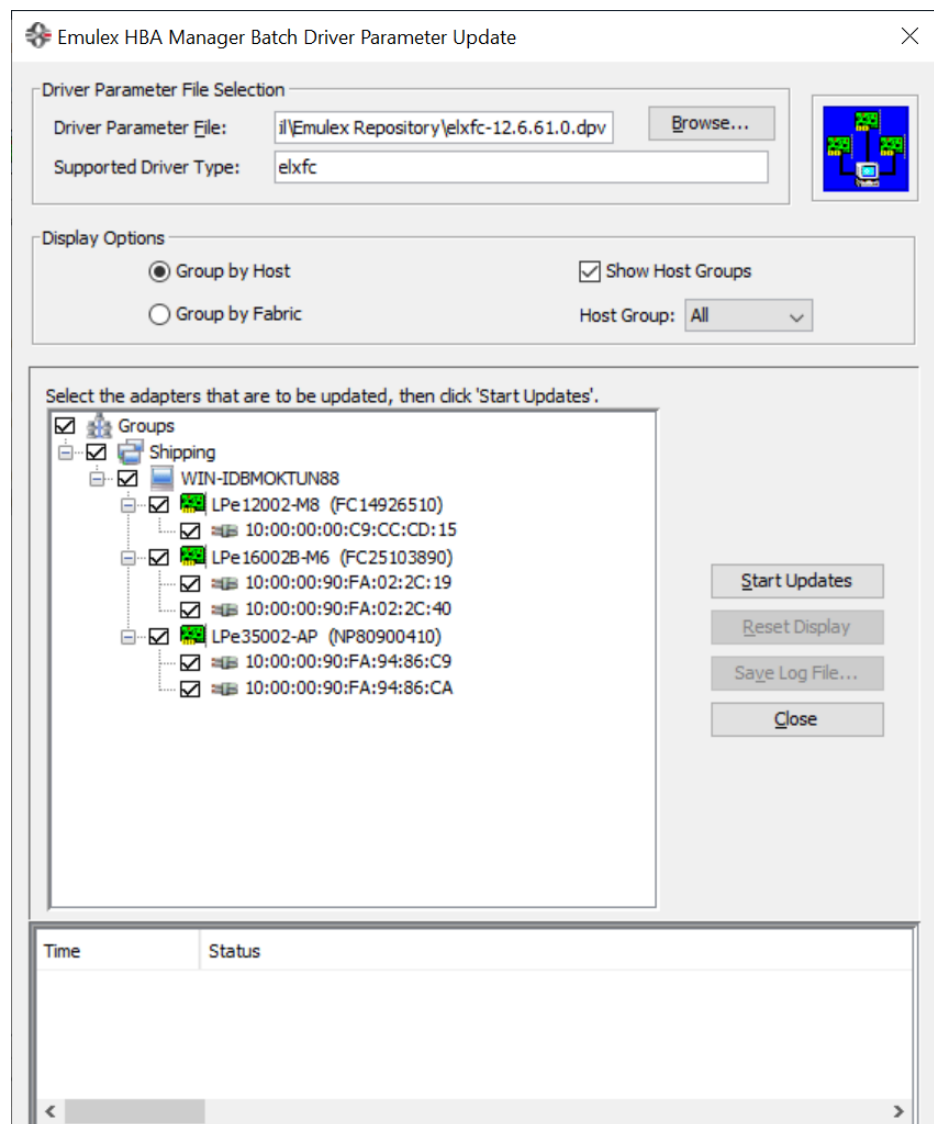 Emulex HBA Manager Batch Driver Parameter Update
Driver Parameter File Selection
Driver Parameter File: il\Emulex Repository\elxfc-12.6.61.0.dpv Browse...
Supported Driver Type: elxfc
Display Options
Group by Host Show Host Groups
Group by Fabric Host Group: All
Select the adapters that are to be updated, then click 'Start Updates'.
Groups
Shipping
WIN-IDBMOKTUN88
LPe12002-M8 (FC14926510)
10:00:00:00:C9:CC:CD:15
LPe16002B-M6 (FC25103890)
10:00:00:90:FA:02:2C:19
10:00:00:90:FA:02:2C:40
LPe35002-AP (NP80900410)
10:00:00:90:FA:94:86:C9
10:00:00:90:FA:94:86:CA
Start Updates
Reset Display
Save Log File...
Close
Time Status